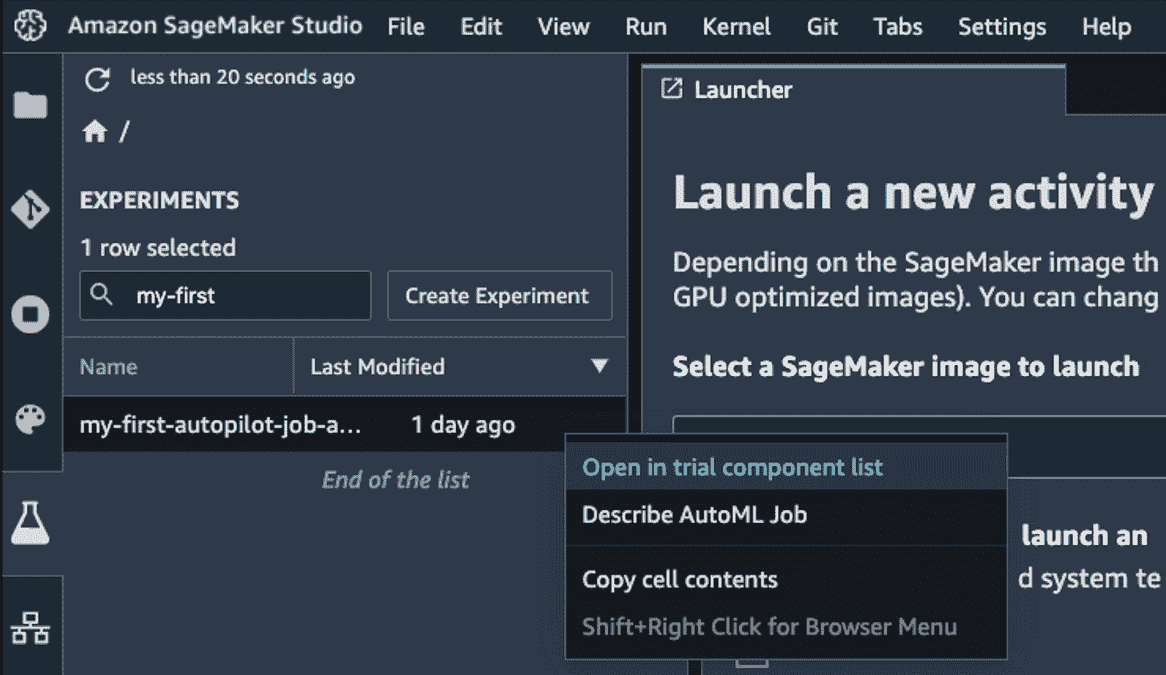 Amazon SageMaker Studio File Edit View Run Kernel Git Tabs Settings Help
less than 20 seconds ago
/
EXPERIMENTS
1 row selected
my-first
Create Experiment
Name Last Modified
my-first-autopilot-job-a... 1 day ago
End of the list
Open in trial component list
Describe AutoML Job
Copy cell contents
Shift+Right Click for Browser Menu
Launcher
Launch a new activity
Depending on the SageMaker image th
GPU optimized images). You can chang
Select a SageMaker image to launch
launch an
d system te